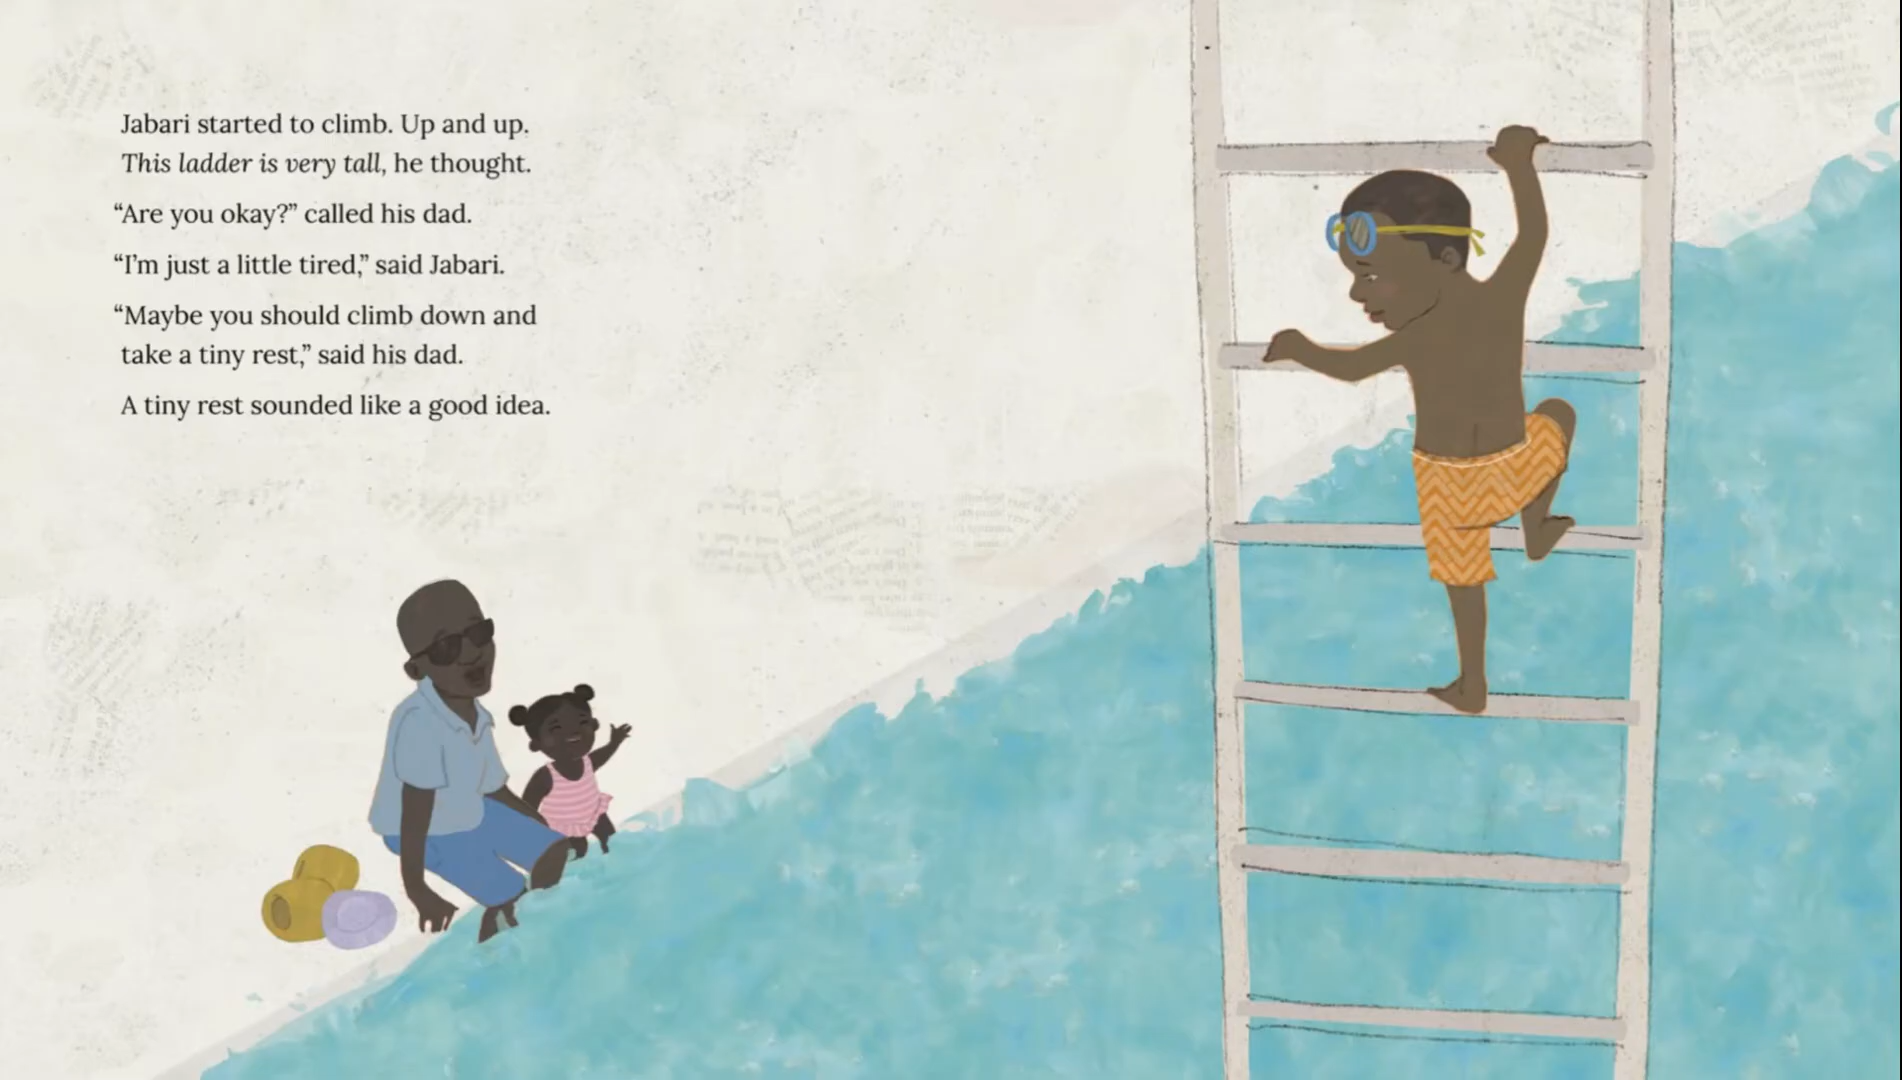 Jabari started to climb. Up and up.
This ladder is very tall, he thought.
“Are you okay?” called his dad.
“I’m just a little tired,” said Jabari.
“Maybe you should climb down and
take a tiny rest,” said his dad.
A tiny rest sounded like a good idea.